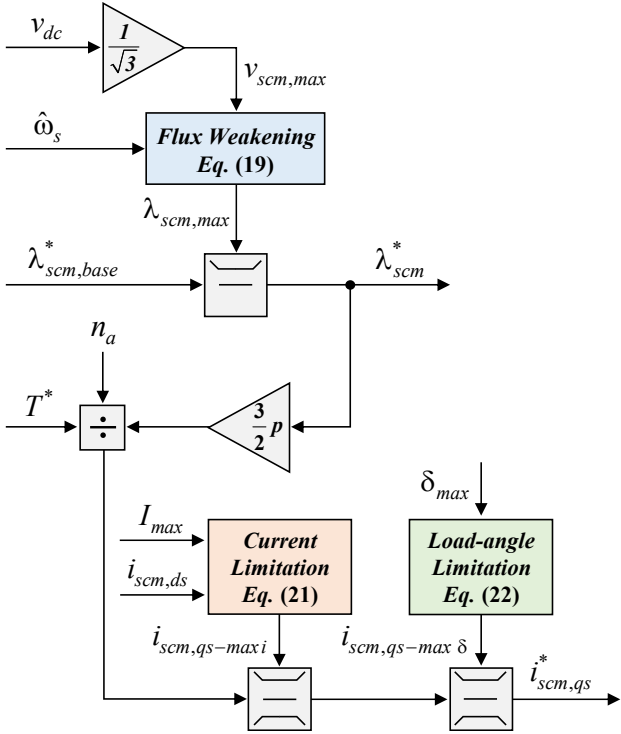 v_dc
1/√3
v_scm,max
ω̂_s
Flux Weakening
Eq. (19)
λ_scm,max
λ*_scm,base
λ*_scm
n_a
T*
÷
3/2 p
δ_max
I_max
i_scm,ds
Current
Limitation
Eq. (21)
Load-angle
Limitation
Eq. (22)
i_scm,qs−max i
i_scm,qs−max δ
i*_scm,qs